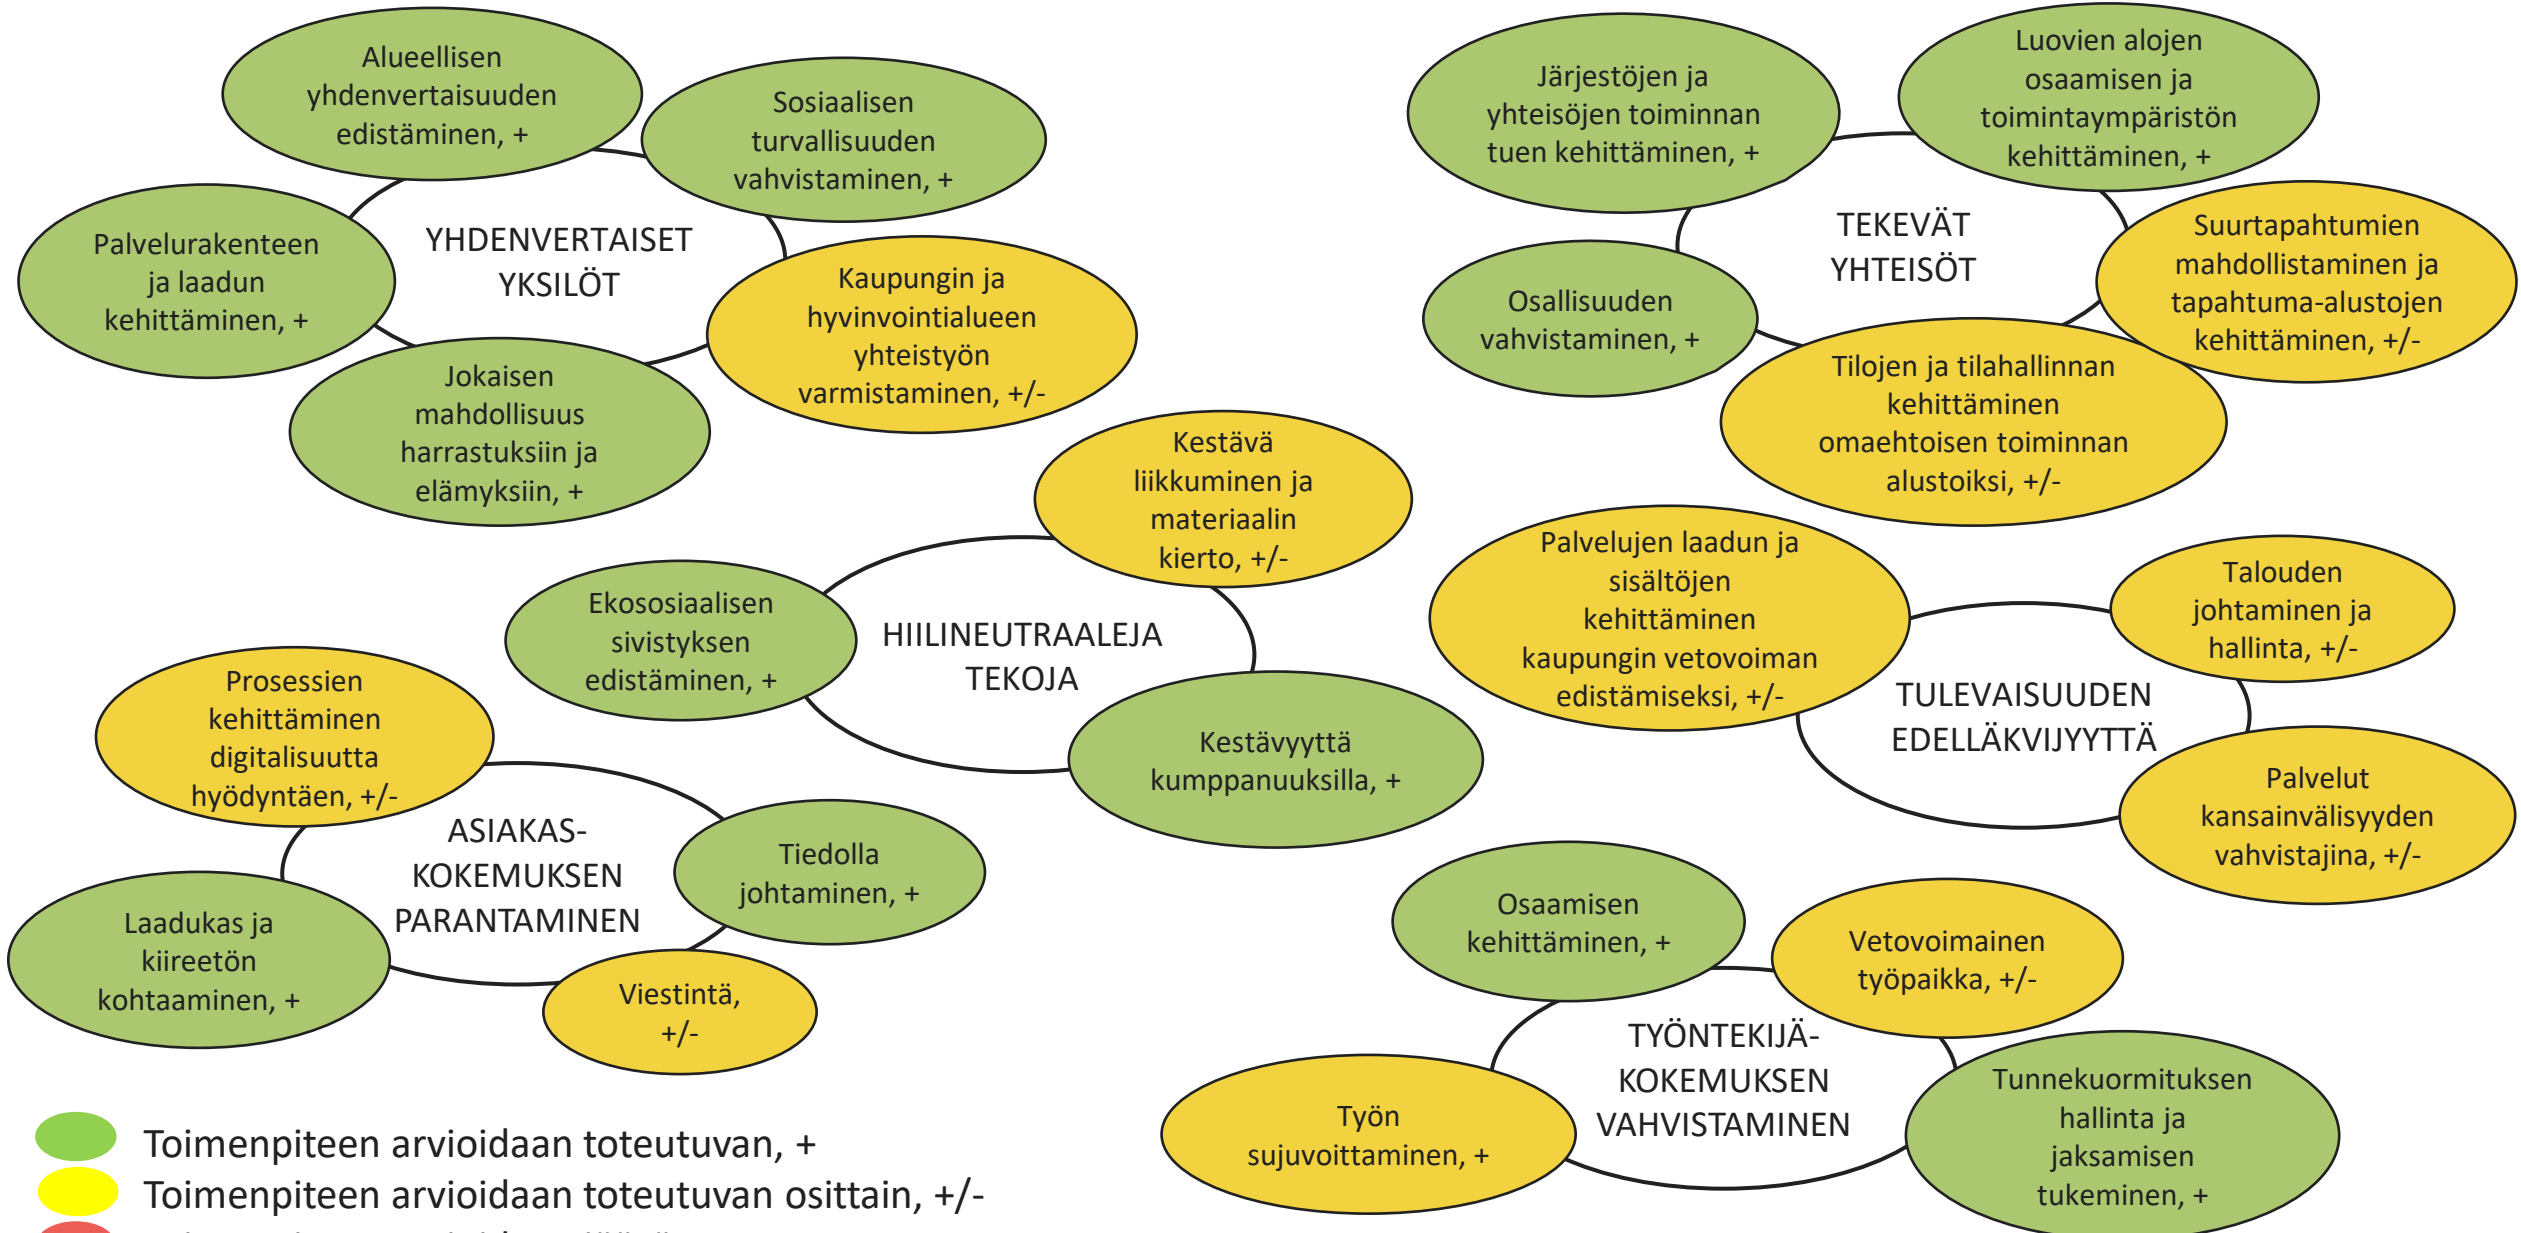 Alueellisen
yhdenvertaisuuden
edistäminen, +
Sosiaalisen
turvallisuuden
vahvistaminen, +
Palvelurakenteen
ja laadun
kehittäminen, +
YHDENVERTAISET
YKSILÖT
Kaupungin ja
hyvinvointialueen
yhteistyön
varmistaminen, +/-
Jokaisen
mahdollisuus
harrastuksiin ja
elämyksiin, +
Järjestöjen ja
yhteisöjen toiminnan
tuen kehittäminen, +
Luovien alojen
osaamisen ja
toimintaympäristön
kehittäminen, +
TEKEVÄT
YHTEISÖT
Suurtapahtumien
mahdollistaminen ja
tapahtuma-alustojen
kehittäminen, +/-
Osallisuuden
vahvistaminen, +
Tilojen ja tilahallinnan
kehittäminen
omaehtoisen toiminnan
alustoiksi, +/-
Kestävä
liikkuminen ja
materiaalin
kierto, +/-
Ekososiaalisen
sivistyksen
edistäminen, +
HIILINEUTRAALEJA
TEKOJA
Kestävyyttä
kumppanuuksilla, +
Palvelujen laadun ja
sisältöjen
kehittäminen
kaupungin vetovoiman
edistämiseksi, +/-
Talouden
johtaminen ja
hallinta, +/-
TULEVAISUUDEN
EDELLÄKVIJYYTTÄ
Palvelut
kansainvälisyyden
vahvistajina, +/-
Prosessien
kehittäminen
digitalisuutta
hyödyntäen, +/-
ASIAKAS-
KOKEMUKSEN
PARANTAMINEN
Tiedolla
johtaminen, +
Laadukas ja
kiireetön
kohtaaminen, +
Viestintä,
+/-
Osaamisen
kehittäminen, +
Vetovoimainen
työpaikka, +/-
TYÖNTEKIJÄ-
KOKEMUKSEN
VAHVISTAMINEN
Työn
sujuvoittaminen, +
Tunnekuormituksen
hallinta ja
jaksamisen
tukeminen, +
Toimenpiteen arvioidaan toteutuvan, +
Toimenpiteen arvioidaan toteutuvan osittain, +/-